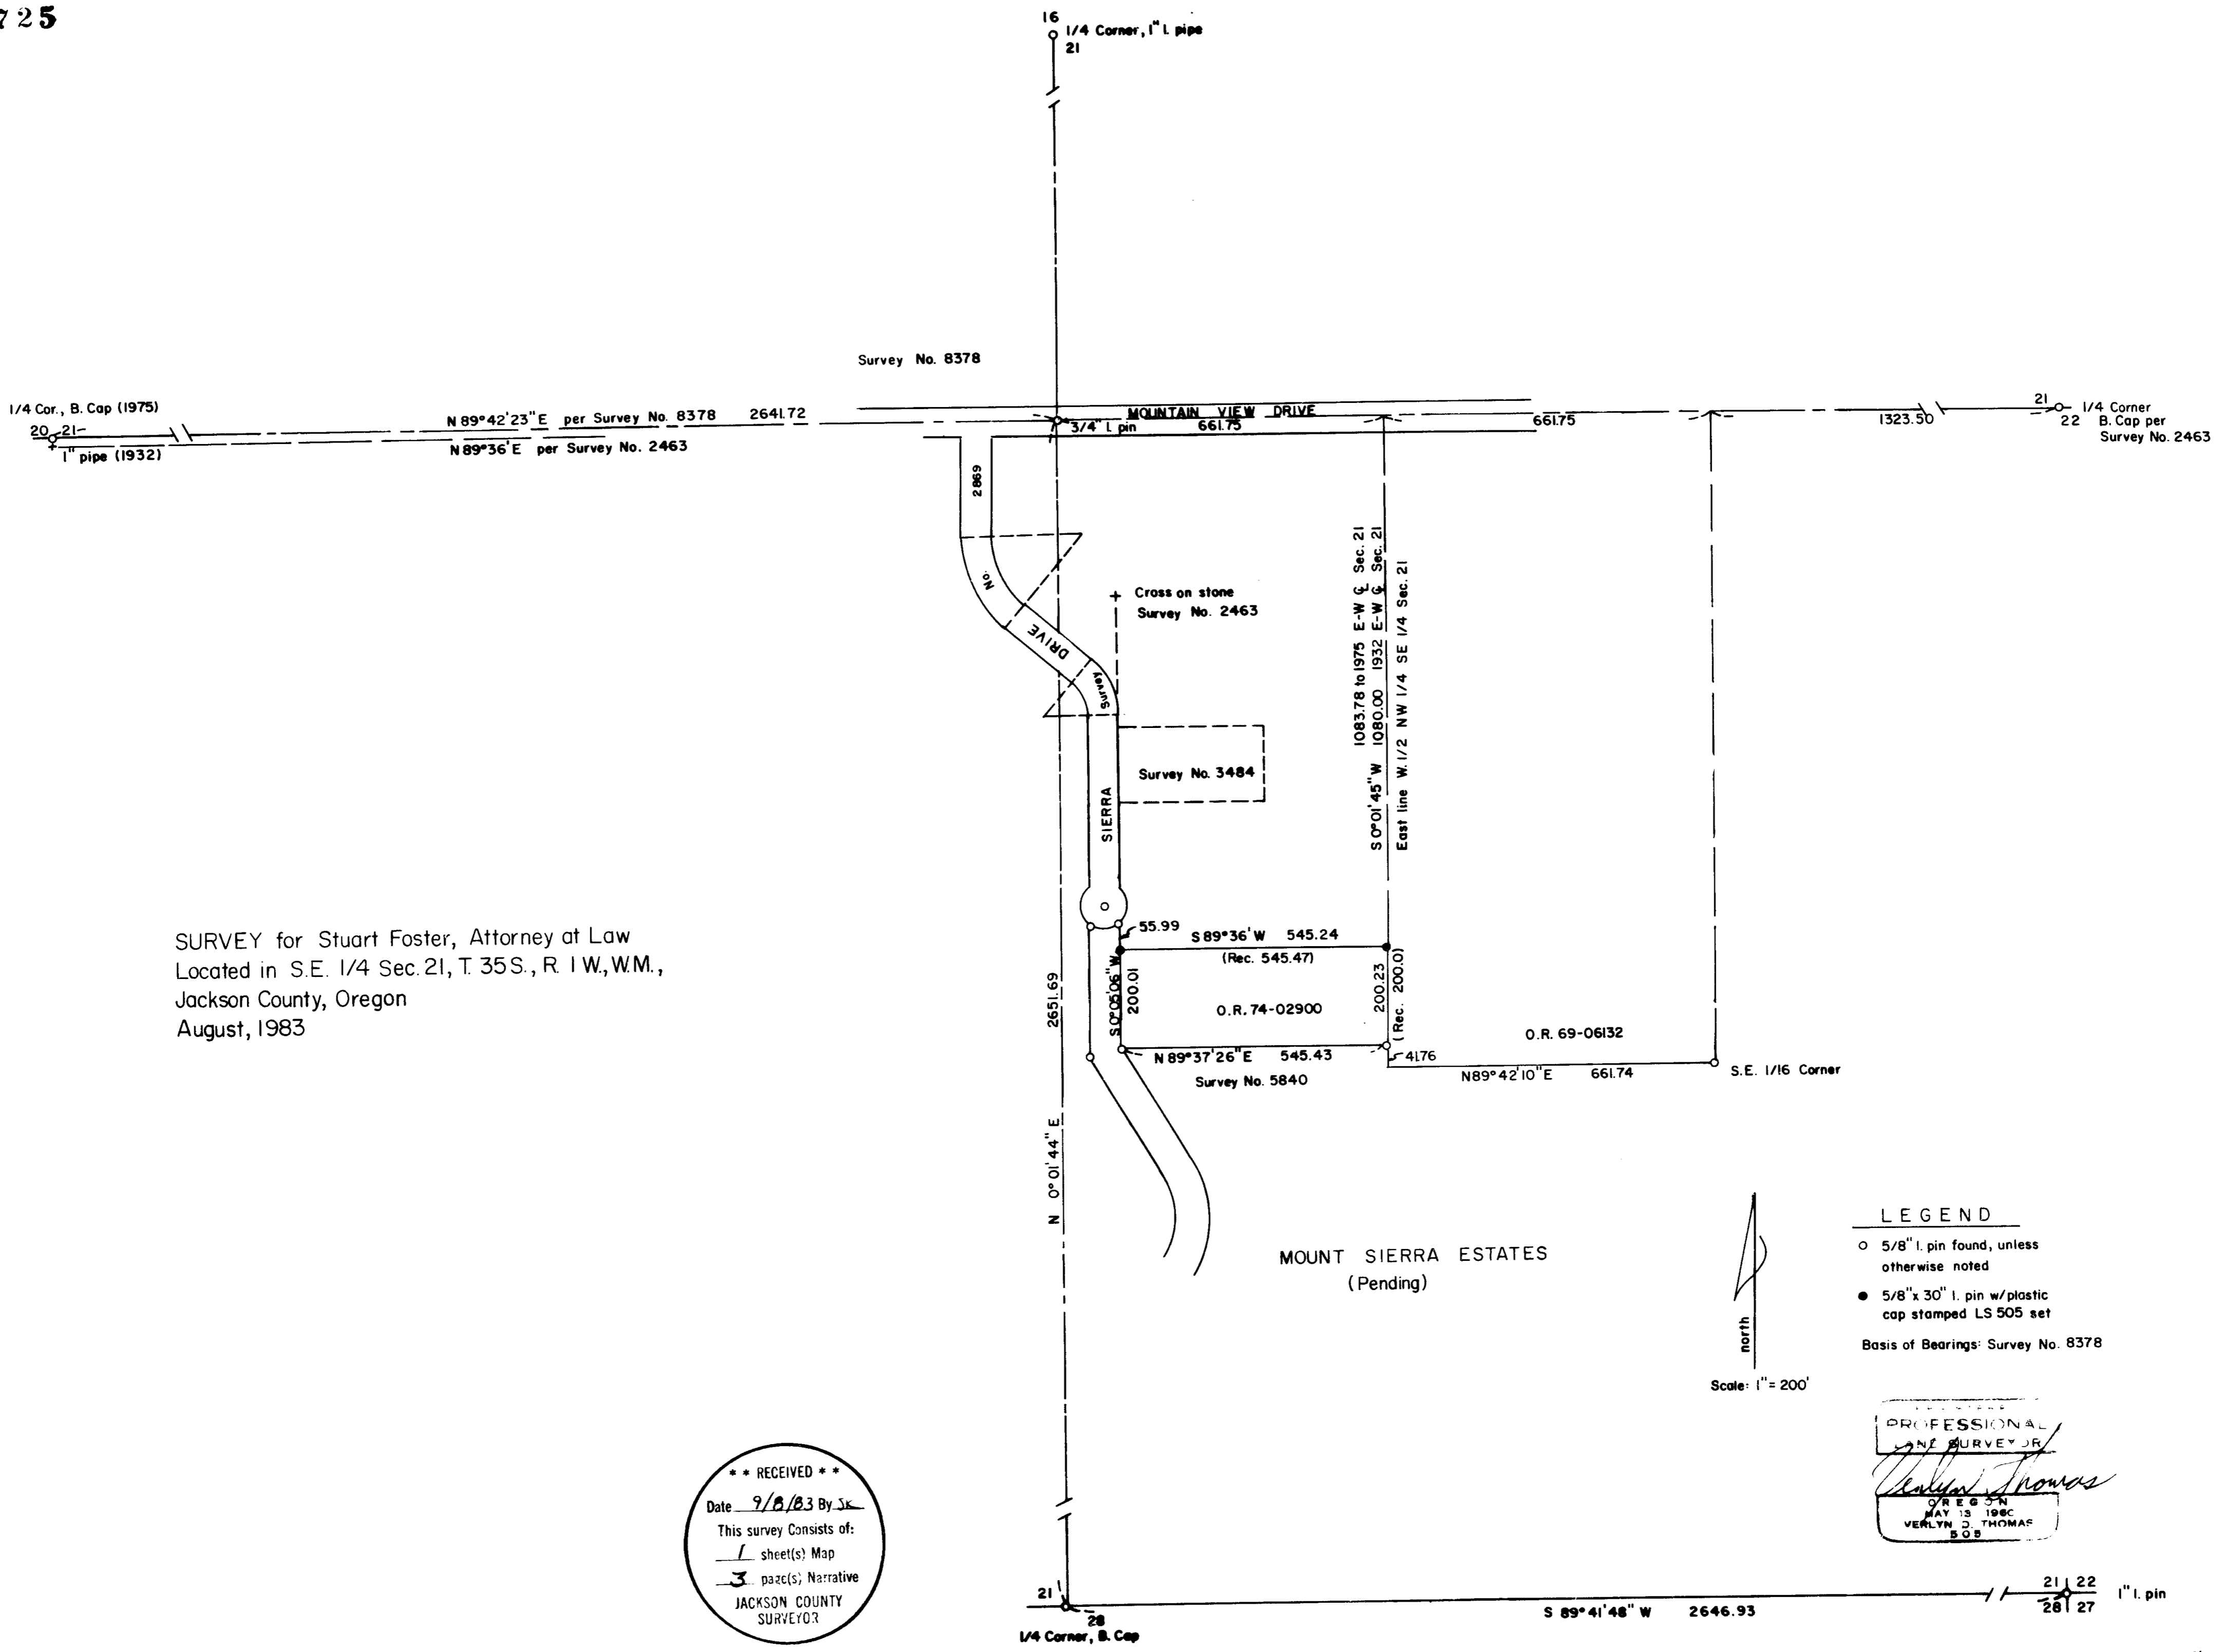 725
16
1/4 Corner, 1" I. pipe
21
Survey No. 8378
1/4 Cor., B. Cap (1975)
20 21
1" pipe (1932)
N 89°42'23" E per Survey No. 8378 2641.72
N 89°36' E per Survey No. 2463
MOUNTAIN VIEW DRIVE
3/4" I. pin
661.75
661.75
1323.50
21
22
1/4 Corner
B. Cap per
Survey No. 2463
2869
No.
DRIVE
Survey
SIERRA
Cross on stone
Survey No. 2463
Survey No. 3484
1083.78 to 1975 E-W ℄ Sec. 21
S 0°01'45" W 1080.00 1932 E-W ℄ Sec. 21
East line W. 1/2 NW 1/4 SE 1/4 Sec. 21
SURVEY for Stuart Foster, Attorney at Law
Located in S.E. 1/4 Sec. 21, T. 35 S., R. 1 W., W.M.,
Jackson County, Oregon
August, 1983
55.99
S 89°36' W 545.24
(Rec. 545.47)
S 0°05'06" W
200.01
O.R. 74-02900
200.23
(Rec. 200.0)
N 89°37'26" E 545.43
Survey No. 5840
41.76
O.R. 69-06132
N 89°42'10" E 661.74
S.E. 1/16 Corner
2651.69
N 0°01'44" E
MOUNT SIERRA ESTATES
(Pending)
north
Scale: 1" = 200'
LEGEND
5/8" I. pin found, unless
otherwise noted
5/8" x 30" I. pin w/plastic
cap stamped LS 505 set
Basis of Bearings: Survey No. 8378
PROFESSIONAL
LAND SURVEYOR
Verlyn Thomas
OREGON
MAY 13 196
VERLYN D. THOMAS
505
* * RECEIVED * *
Date 9/8/83 By SK
This survey Consists of:
1 sheet(s) Map
3 page(s) Narrative
JACKSON COUNTY
SURVEYOR
21
28
1/4 Corner, B. Cap
S 89°41'48" W 2646.93
21 22
28 27
1" I. pin